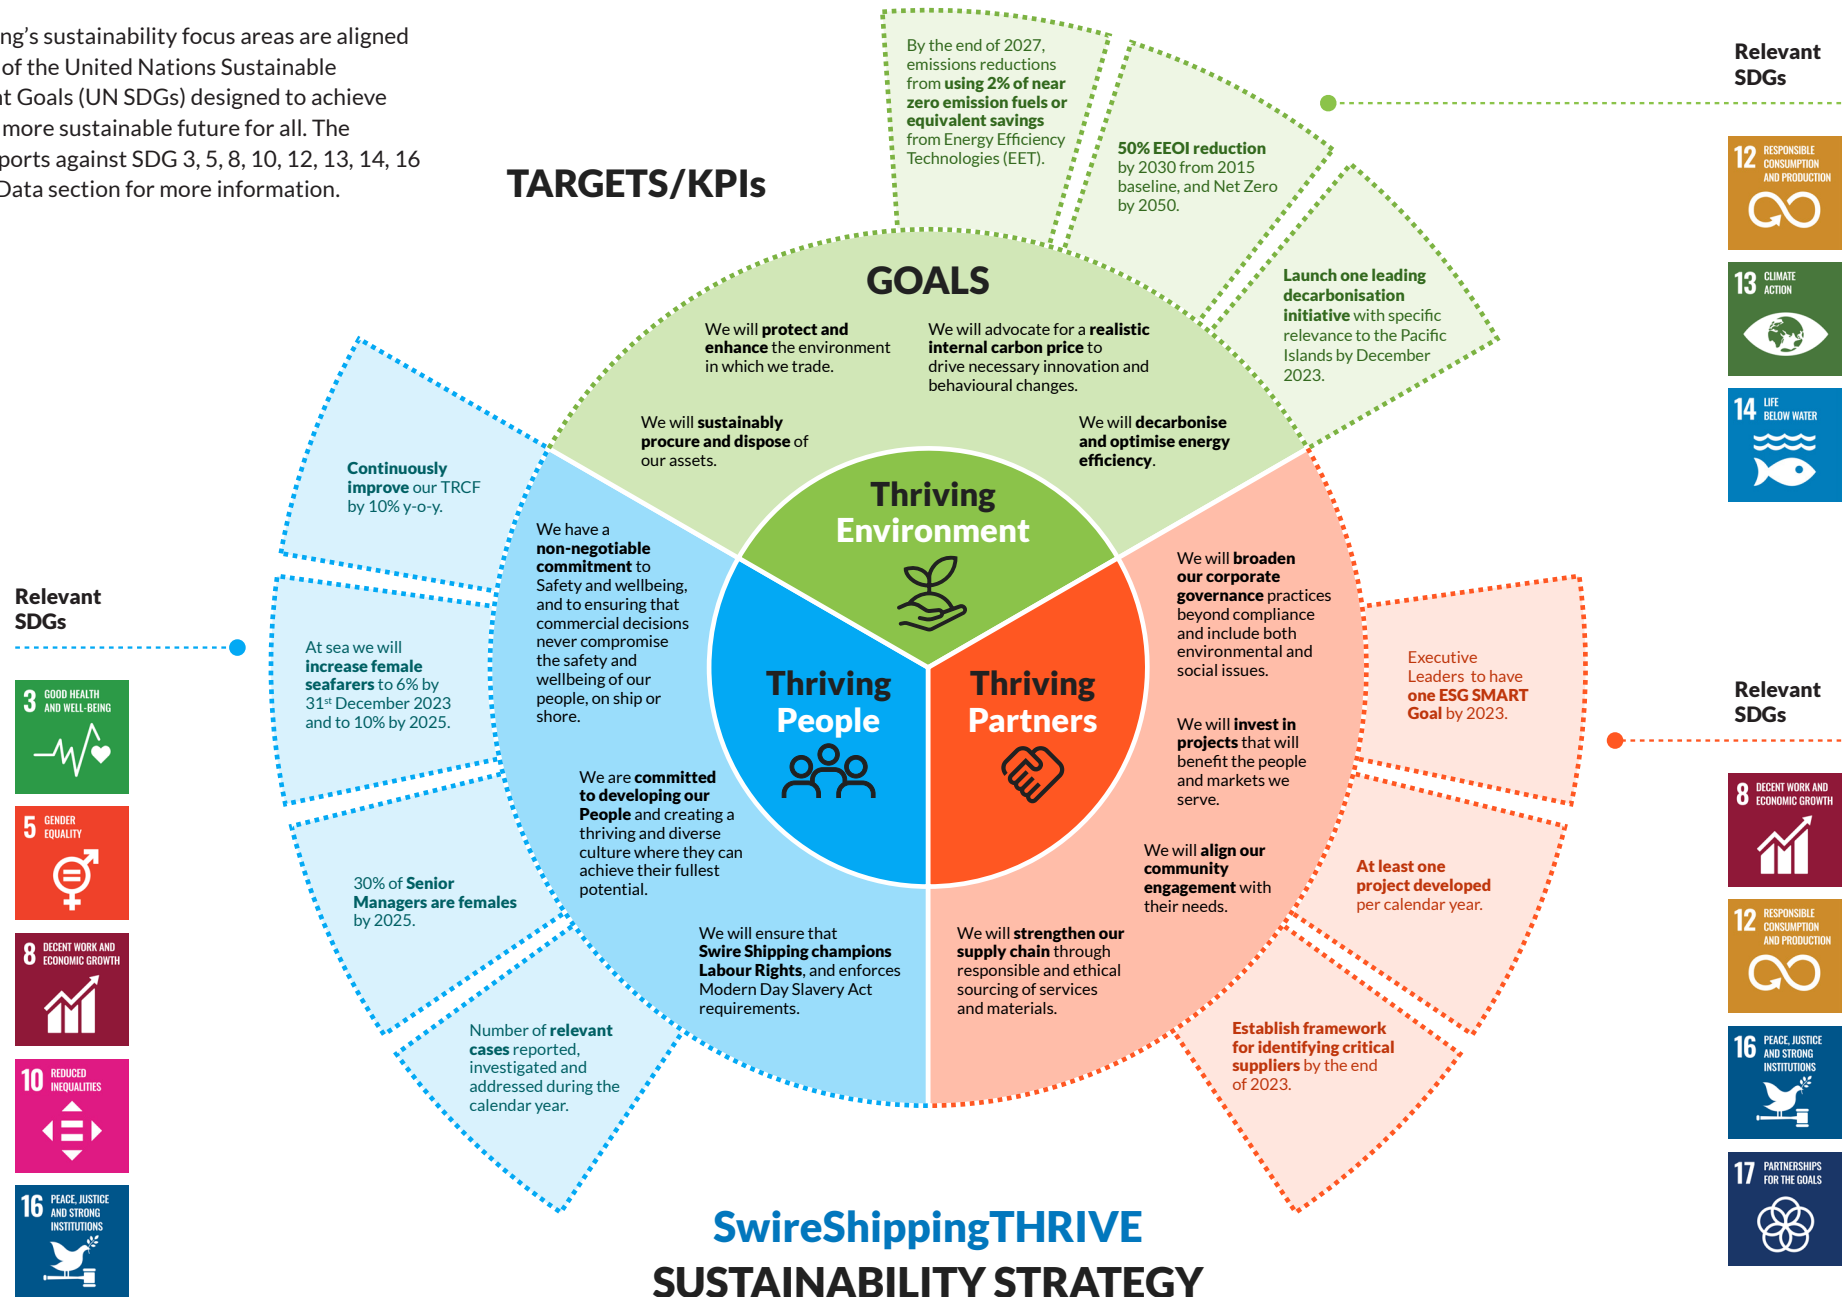 ng's sustainability focus areas are aligned
of the United Nations Sustainable
nt Goals (UN SDGs) designed to achieve
more sustainable future for all. The
ports against SDG 3, 5, 8, 10, 12, 13, 14, 16
Data section for more information.
TARGETS/KPIs
By the end of 2027,
emissions reductions
from using 2% of near
zero emission fuels or
equivalent savings
from Energy Efficiency
Technologies (EET).
50% EEOI reduction
by 2030 from 2015
baseline, and Net Zero
by 2050.
Launch one leading
decarbonisation
initiative with specific
relevance to the Pacific
Islands by December
2023.
Relevant
SDGs
12 RESPONSIBLE
CONSUMPTION
AND PRODUCTION
13 CLIMATE
ACTION
14 LIFE
BELOW WATER
GOALS
We will protect and
enhance the environment
in which we trade.
We will advocate for a realistic
internal carbon price to
drive necessary innovation and
behavioural changes.
We will sustainably
procure and dispose of
our assets.
We will decarbonise
and optimise energy
efficiency.
Thriving
Environment
Thriving
People
Thriving
Partners
Continuously
improve our TRCF
by 10% y-o-y.
At sea we will
increase female
seafarers to 6% by
31st December 2023
and to 10% by 2025.
30% of Senior
Managers are females
by 2025.
Number of relevant
cases reported,
investigated and
addressed during the
calendar year.
We have a
non-negotiable
commitment to
Safety and wellbeing,
and to ensuring that
commercial decisions
never compromise
the safety and
wellbeing of our
people, on ship or
shore.
We are committed
to developing our
People and creating a
thriving and diverse
culture where they can
achieve their fullest
potential.
We will ensure that
Swire Shipping champions
Labour Rights, and enforces
Modern Day Slavery Act
requirements.
We will broaden
our corporate
governance practices
beyond compliance
and include both
environmental and
social issues.
We will invest in
projects that will
benefit the people
and markets we
serve.
We will align our
community
engagement with
their needs.
We will strengthen our
supply chain through
responsible and ethical
sourcing of services
and materials.
Executive
Leaders to have
one ESG SMART
Goal by 2023.
At least one
project developed
per calendar year.
Establish framework
for identifying critical
suppliers by the end
of 2023.
Relevant
SDGs
3 GOOD HEALTH
AND WELL-BEING
5 GENDER
EQUALITY
8 DECENT WORK AND
ECONOMIC GROWTH
10 REDUCED
INEQUALITIES
16 PEACE, JUSTICE
AND STRONG
INSTITUTIONS
Relevant
SDGs
8 DECENT WORK AND
ECONOMIC GROWTH
12 RESPONSIBLE
CONSUMPTION
AND PRODUCTION
16 PEACE, JUSTICE
AND STRONG
INSTITUTIONS
17 PARTNERSHIPS
FOR THE GOALS
SwireShippingTHRIVE
SUSTAINABILITY STRATEGY